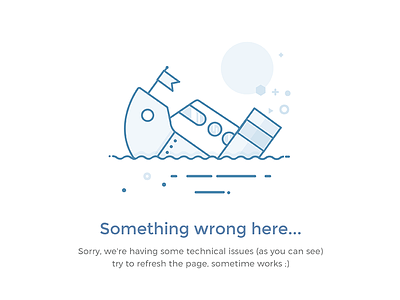 Something wrong here...
Sorry, we're having some technical issues (as you can see)
try to refresh the page, sometime works ;)